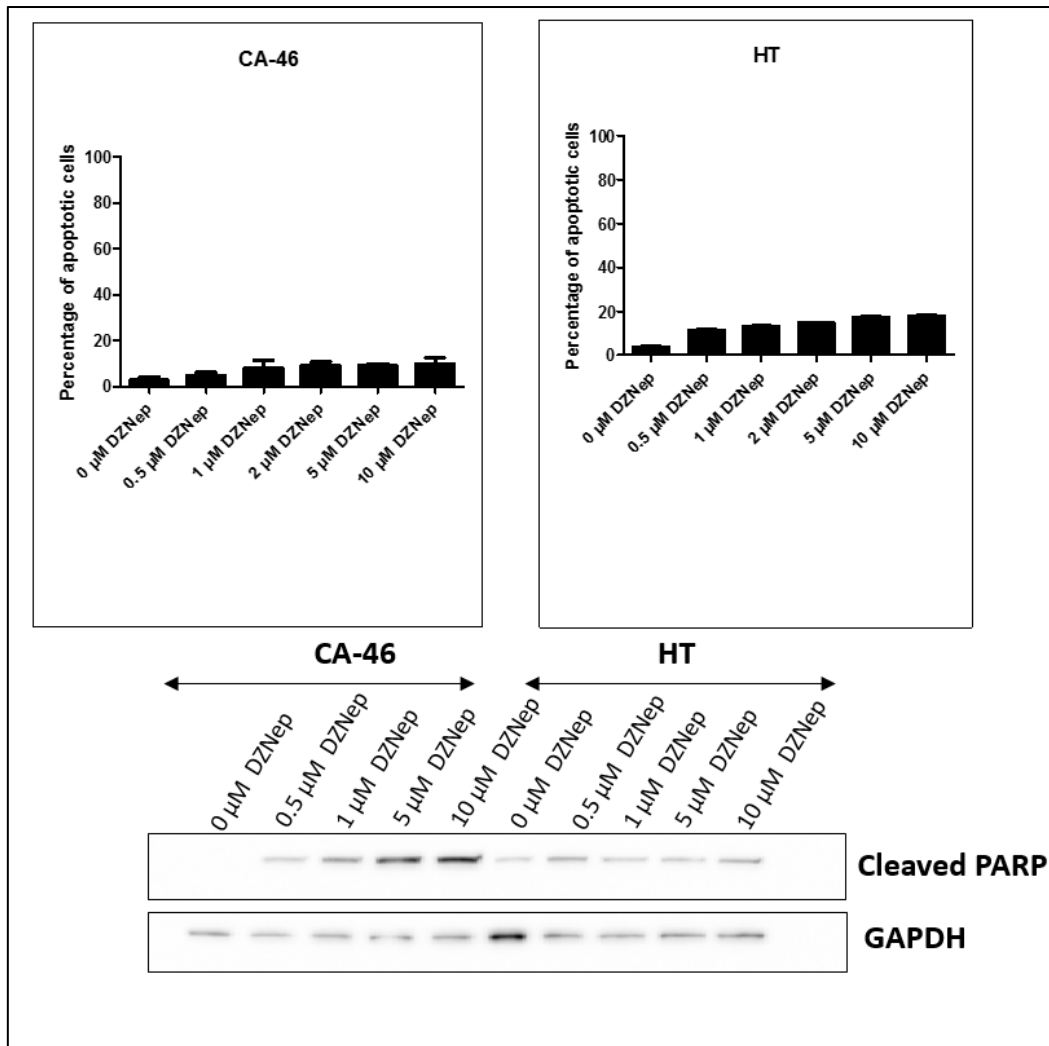 CA-46
Percentage of apoptotic cells
100
80
60
40
20
0
0 µM DZNep
0.5 µM DZNep
1 µM DZNep
2 µM DZNep
5 µM DZNep
10 µM DZNep
HT
Percentage of apoptotic cells
100
80
60
40
20
0
0 µM DZNep
0.5 µM DZNep
1 µM DZNep
2 µM DZNep
5 µM DZNep
10 µM DZNep
CA-46
HT
0 µM DZNep
0.5 µM DZNep
1 µM DZNep
5 µM DZNep
10 µM DZNep
0 µM DZNep
0.5 µM DZNep
1 µM DZNep
5 µM DZNep
10 µM DZNep
Cleaved PARP
GAPDH